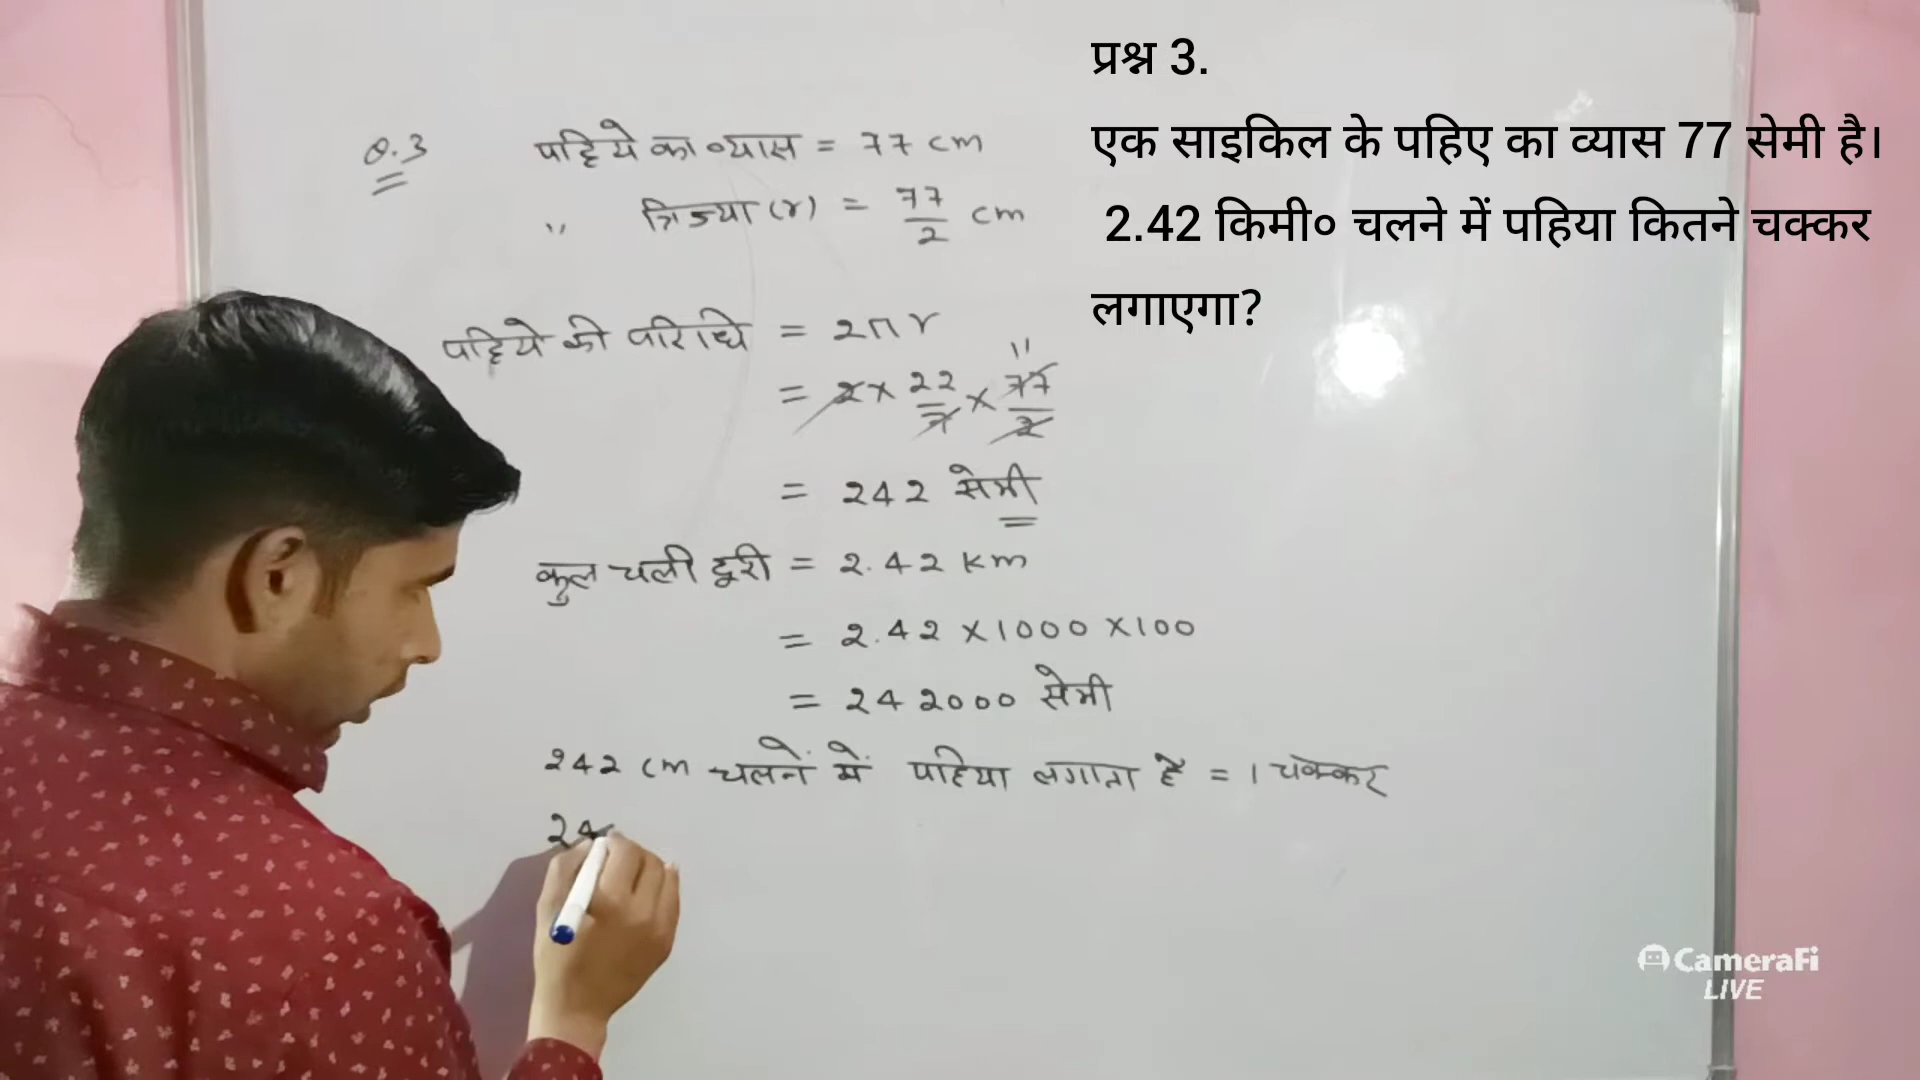 प्रश्न 3.
एक साइकिल के पहिए का व्यास 77 सेमी है।
2.42 किमी० चलने में पहिया कितने चक्कर
लगाएगा?
Q.3 पहिये का व्यास = 77 cm
" त्रिज्या (r) = 77/2 cm
पहिये की परिधि = 2πr
= 2 × 22/7 × 77/2 11
= 242 सेमी
कुल चली दूरी = 2.42 km
= 2.42 × 1000 × 100
= 242000 सेमी
242 cm चलने में पहिया लगाता है = 1 चक्कर
24
CameraFi
LIVE